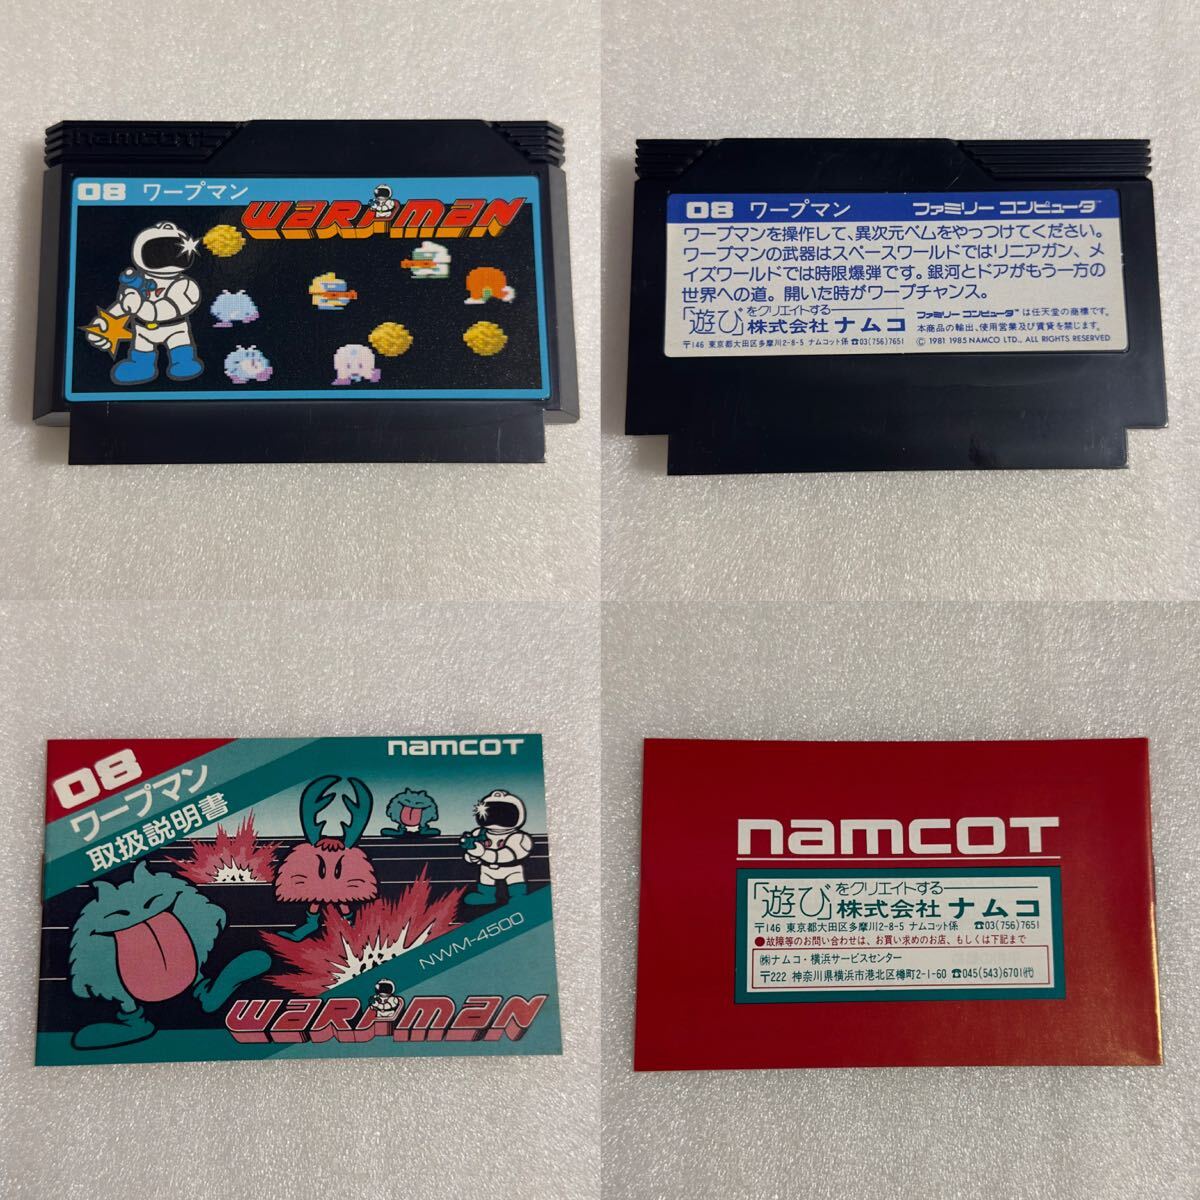 namcot
08 ワープマン
WARPMAN
08 ワープマン ファミリー コンピュータ™
ワープマンを操作して、異次元ベムをやっつけてください。
ワープマンの武器はスペースワールドではリニアガン、メ
イズワールドでは時限爆弾です。銀河とドアがもう一方の
世界への道。開いた時がワープチャンス。
「遊び」をクリエイトする
株式会社 ナムコ
〒146 東京都大田区多摩川2-8-5 ナムコット係 ☎03(756)7651
ファミリー コンピュータ™ は任天堂の商標です。
本商品の輸出、使用営業及び賃貸を禁じます。
© 1981 1985 NAMCO LTD., ALL RIGHTS RESERVED
08
ワープマン
取扱説明書
namcot
NWM-4500
WARPMAN
namcot
「遊び」をクリエイトする
株式会社 ナムコ
〒146 東京都大田区多摩川2-8-5 ナムコット係 ☎03(756)7651
●故障等のお問い合わせは、お買い求めのお店、もしくは下記まで
㈱ナムコ・横浜サービスセンター
〒222 神奈川県横浜市港北区樽町2-1-60 ☎045(543)6701㈹